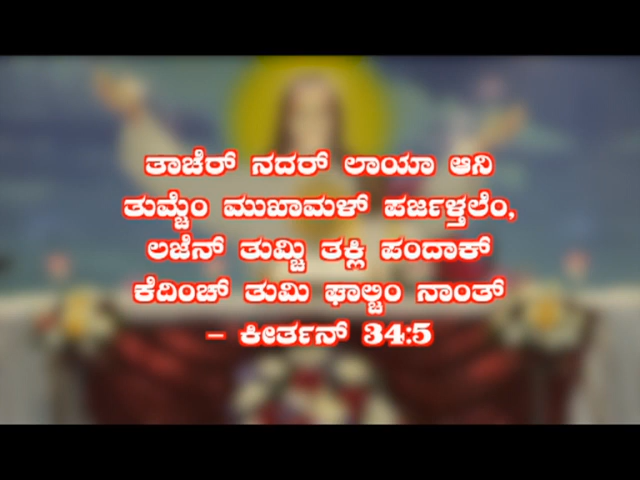 ತಾಚೆರ್ ನದರ್ ಲಾಯಾ ಆನಿ
ತುಮ್ಚೆಂ ಮುಖಾಮಳ್ ಪರ್ಜಳ್ತಲೆಂ,
ಲಜೆನ್ ತುಮ್ಚಿ ತಕ್ಲಿ ಪಂದಾಕ್
ಕೆದಿಂಚ್ ತುಮಿ ಘಾಲ್ಚಿಂ ನಾಂತ್
– ಕೀರ್ತನ್ 34:5